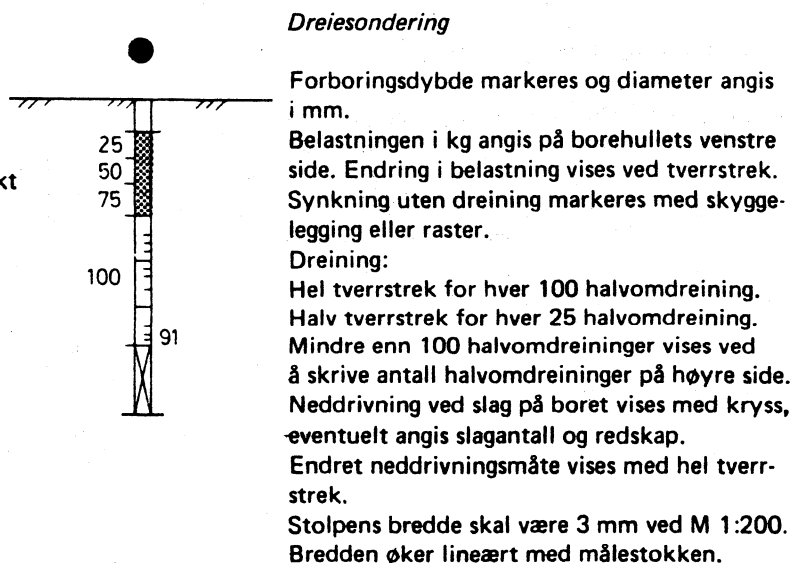 Dreiesondering
Forboringsdybde markeres og diameter angis
i mm.
Belastningen i kg angis på borehullets venstre
side. Endring i belastning vises ved tverrstrek.
Synkning uten dreining markeres med skygge-
legging eller raster.
Dreining:
Hel tverrstrek for hver 100 halvomdreining.
Halv tverrstrek for hver 25 halvomdreining.
Mindre enn 100 halvomdreininger vises ved
å skrive antall halvomdreininger på høyre side.
Neddrivning ved slag på boret vises med kryss,
eventuelt angis slagantall og redskap.
Endret neddrivningsmåte vises med hel tverr-
strek.
Stolpens bredde skal være 3 mm ved M 1:200.
Bredden øker lineært med målestokken.
25
50
75
100
91
kt